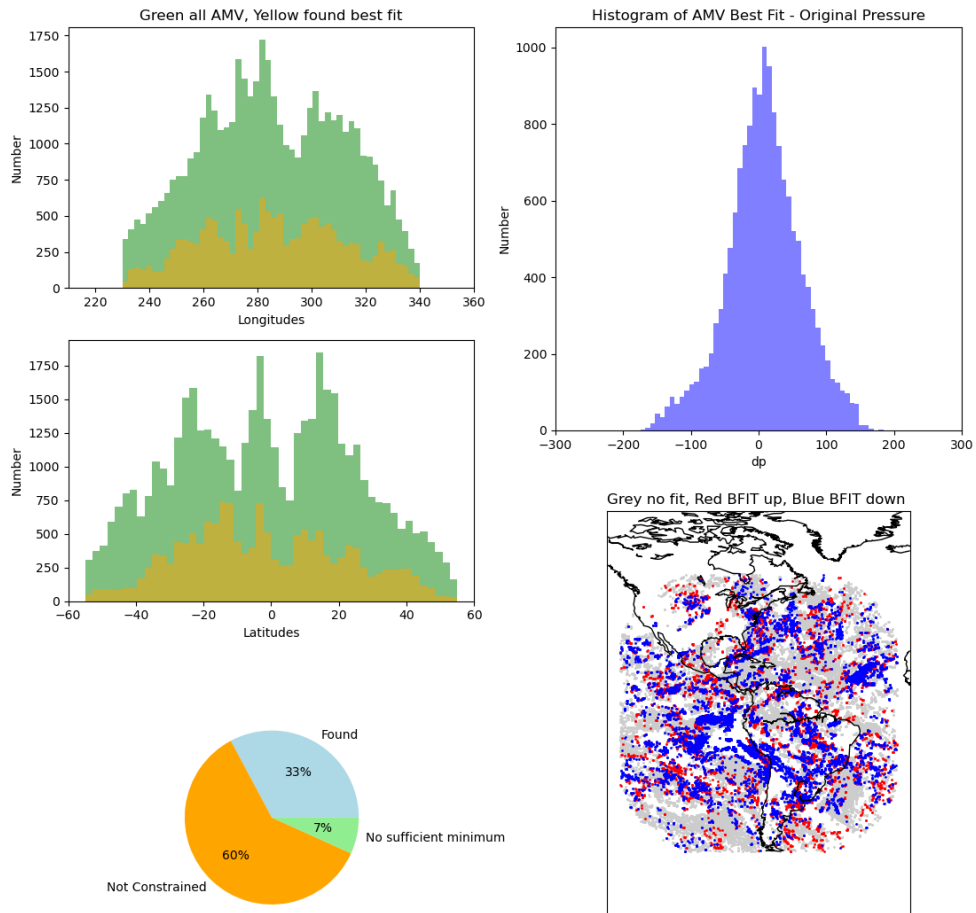 Green all AMV, Yellow found best fit
Number
1750
1500
1250
1000
750
500
250
0
220 240 260 280 300 320 340 360
Longitudes
Number
1750
1500
1250
1000
750
500
250
0
−60 −40 −20 0 20 40 60
Latitudes
Histogram of AMV Best Fit - Original Pressure
Number
1000
800
600
400
200
0
−300 −200 −100 0 100 200 300
dp
Grey no fit, Red BFIT up, Blue BFIT down
Found
33%
7%
No sufficient minimum
60%
Not Constrained